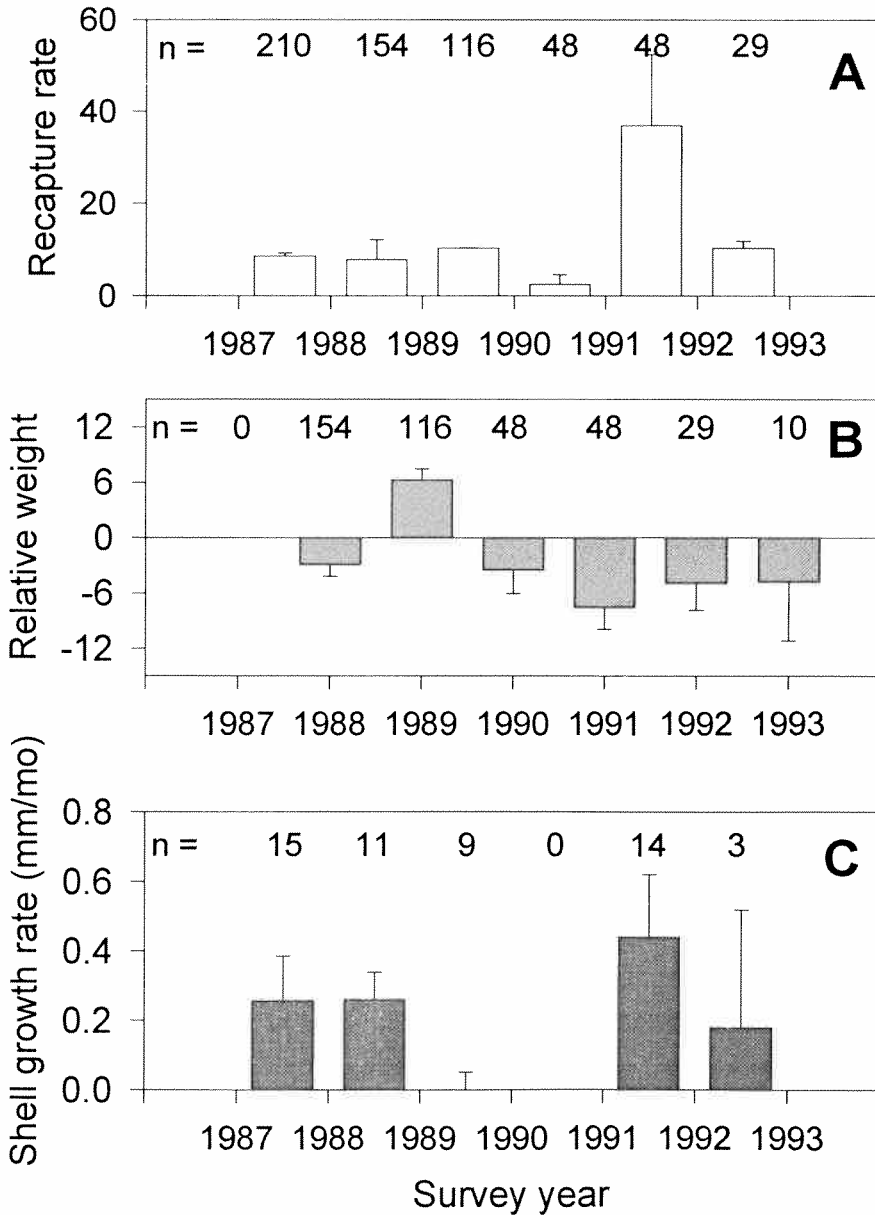 60
n = 210 154 116 48 48 29
A
40
20
0
Recapture rate
1987 1988 1989 1990 1991 1992 1993
12
n = 0 154 116 48 48 29 10
B
6
0
-6
-12
Relative weight
1987 1988 1989 1990 1991 1992 1993
0.8
n = 15 11 9 0 14 3
C
0.6
0.4
0.2
0.0
Shell growth rate (mm/mo)
1987 1988 1989 1990 1991 1992 1993
Survey year